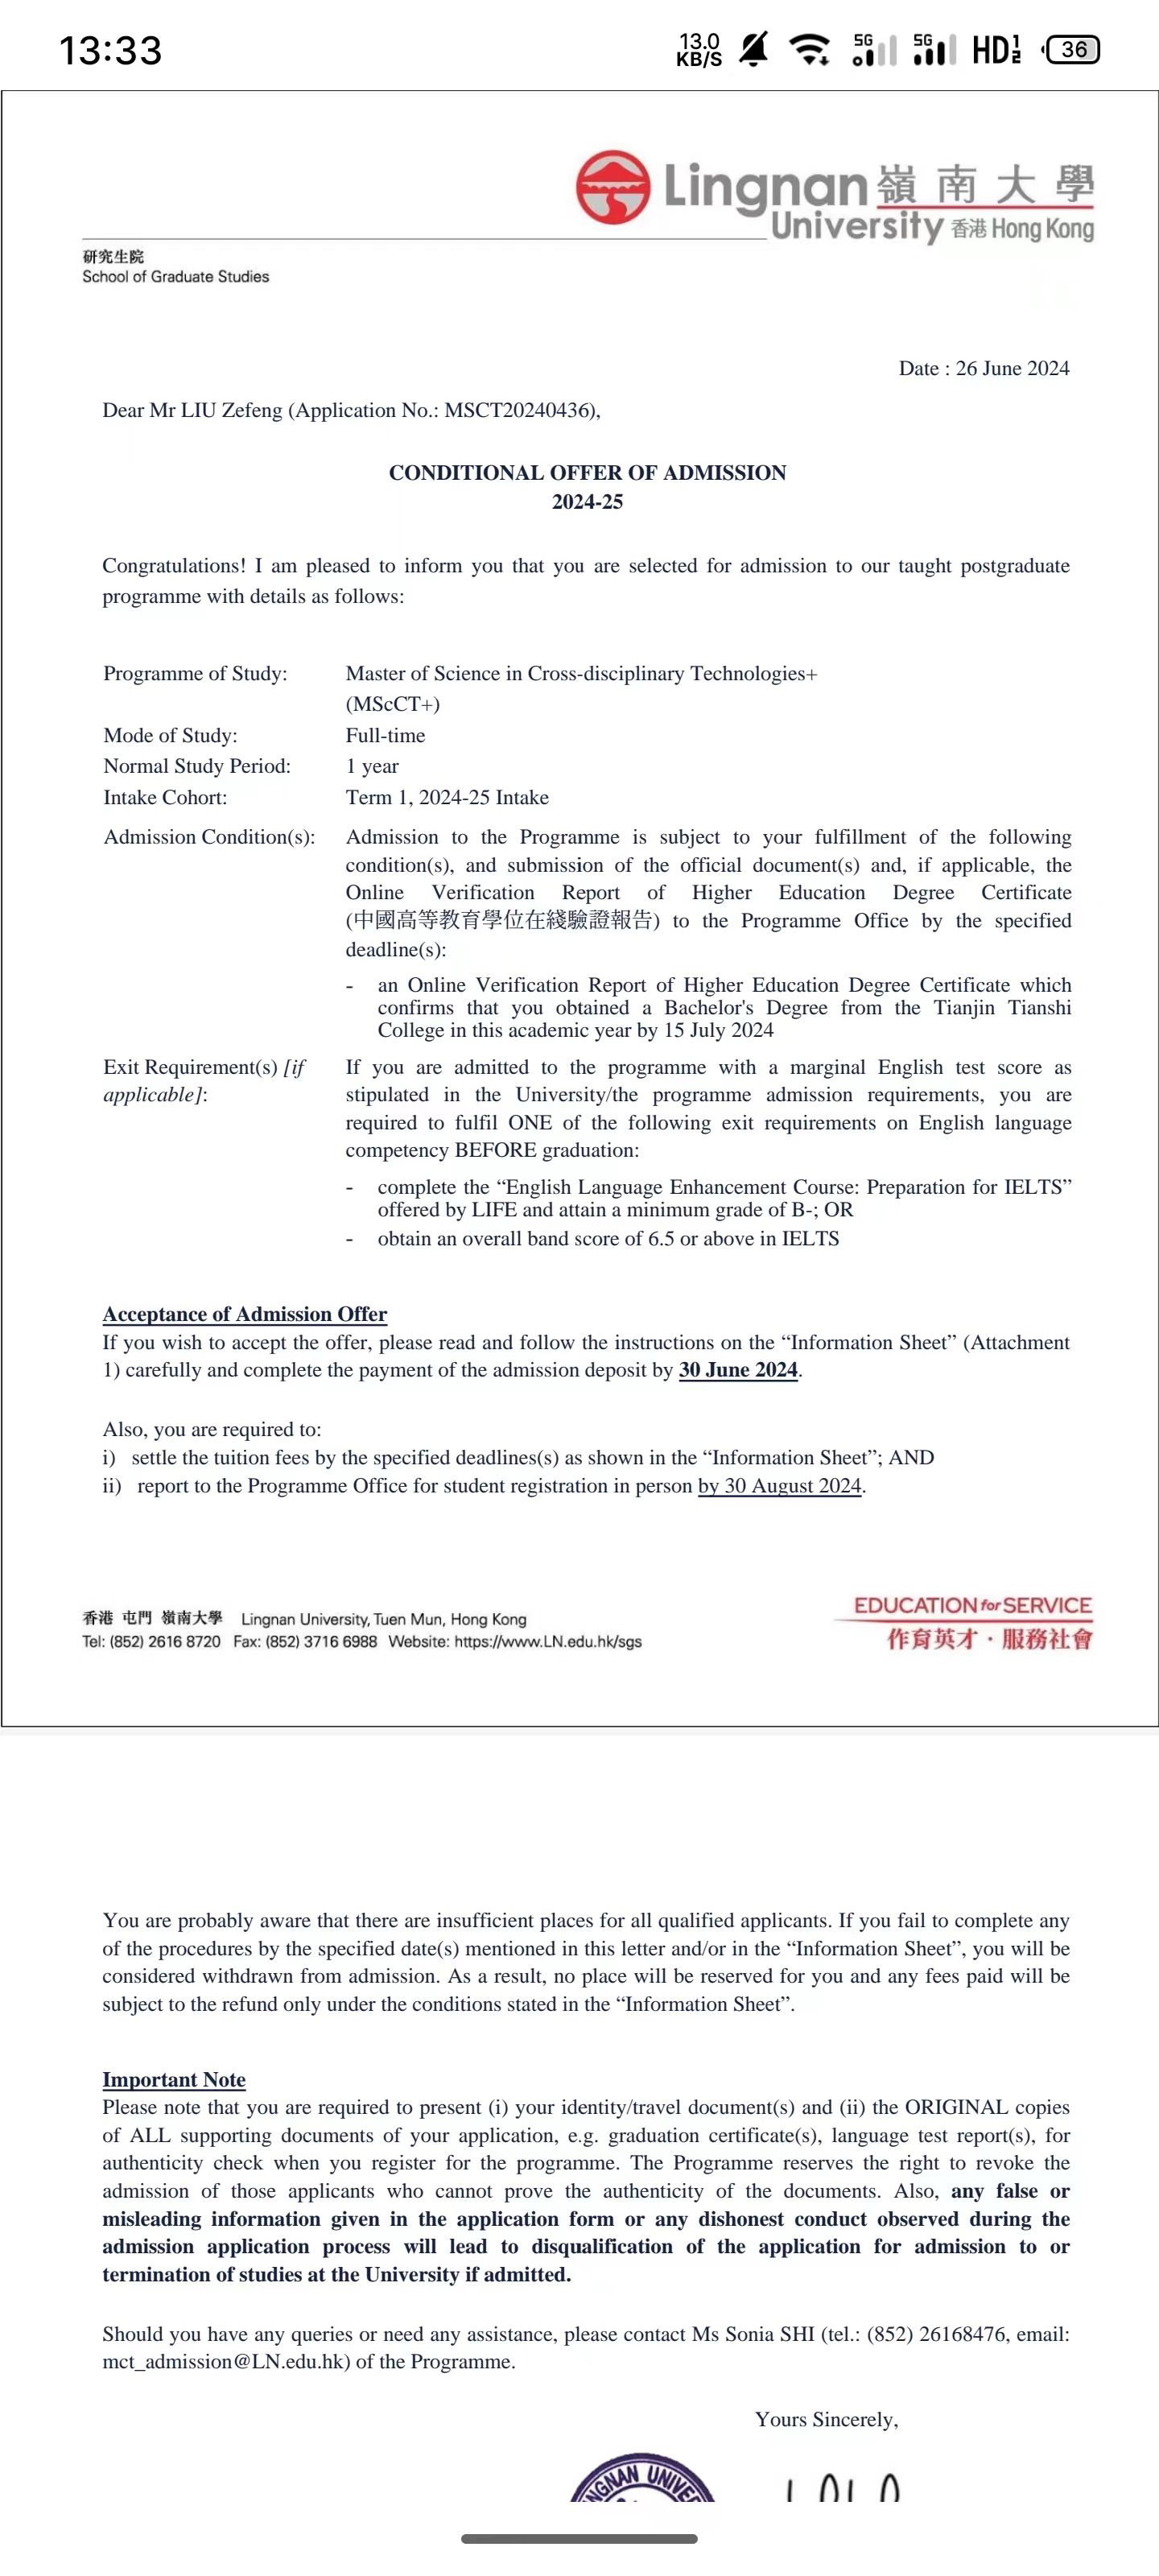 13:33
13.0
KB/S
5G
5G
HD 1
2
36
Lingnan 嶺南大學
University 香港 Hong Kong
研究生院
School of Graduate Studies
Date : 26 June 2024
Dear Mr LIU Zefeng (Application No.: MSCT20240436),
CONDITIONAL OFFER OF ADMISSION
2024-25
Congratulations! I am pleased to inform you that you are selected for admission to our taught postgraduate
programme with details as follows:
Programme of Study: Master of Science in Cross-disciplinary Technologies+
(MScCT+)
Mode of Study: Full-time
Normal Study Period: 1 year
Intake Cohort: Term 1, 2024-25 Intake
Admission Condition(s): Admission to the Programme is subject to your fulfillment of the following
condition(s), and submission of the official document(s) and, if applicable, the
Online Verification Report of Higher Education Degree Certificate
(中國高等教育學位在綫驗證報告) to the Programme Office by the specified
deadline(s):
- an Online Verification Report of Higher Education Degree Certificate which
confirms that you obtained a Bachelor's Degree from the Tianjin Tianshi
College in this academic year by 15 July 2024
Exit Requirement(s) [if If you are admitted to the programme with a marginal English test score as
applicable]: stipulated in the University/the programme admission requirements, you are
required to fulfil ONE of the following exit requirements on English language
competency BEFORE graduation:
- complete the “English Language Enhancement Course: Preparation for IELTS”
offered by LIFE and attain a minimum grade of B-; OR
- obtain an overall band score of 6.5 or above in IELTS
Acceptance of Admission Offer
If you wish to accept the offer, please read and follow the instructions on the “Information Sheet” (Attachment
1) carefully and complete the payment of the admission deposit by 30 June 2024.
Also, you are required to:
i) settle the tuition fees by the specified deadlines(s) as shown in the “Information Sheet”; AND
ii) report to the Programme Office for student registration in person by 30 August 2024.
香港 屯門 嶺南大學 Lingnan University, Tuen Mun, Hong Kong
Tel: (852) 2616 8720 Fax: (852) 3716 6988 Website: https://www.LN.edu.hk/sgs
EDUCATION for SERVICE
作育英才・服務社會
You are probably aware that there are insufficient places for all qualified applicants. If you fail to complete any
of the procedures by the specified date(s) mentioned in this letter and/or in the “Information Sheet”, you will be
considered withdrawn from admission. As a result, no place will be reserved for you and any fees paid will be
subject to the refund only under the conditions stated in the “Information Sheet”.
Important Note
Please note that you are required to present (i) your identity/travel document(s) and (ii) the ORIGINAL copies
of ALL supporting documents of your application, e.g. graduation certificate(s), language test report(s), for
authenticity check when you register for the programme. The Programme reserves the right to revoke the
admission of those applicants who cannot prove the authenticity of the documents. Also, any false or
misleading information given in the application form or any dishonest conduct observed during the
admission application process will lead to disqualification of the application for admission to or
termination of studies at the University if admitted.
Should you have any queries or need any assistance, please contact Ms Sonia SHI (tel.: (852) 26168476, email:
mct_admission@LN.edu.hk) of the Programme.
Yours Sincerely,